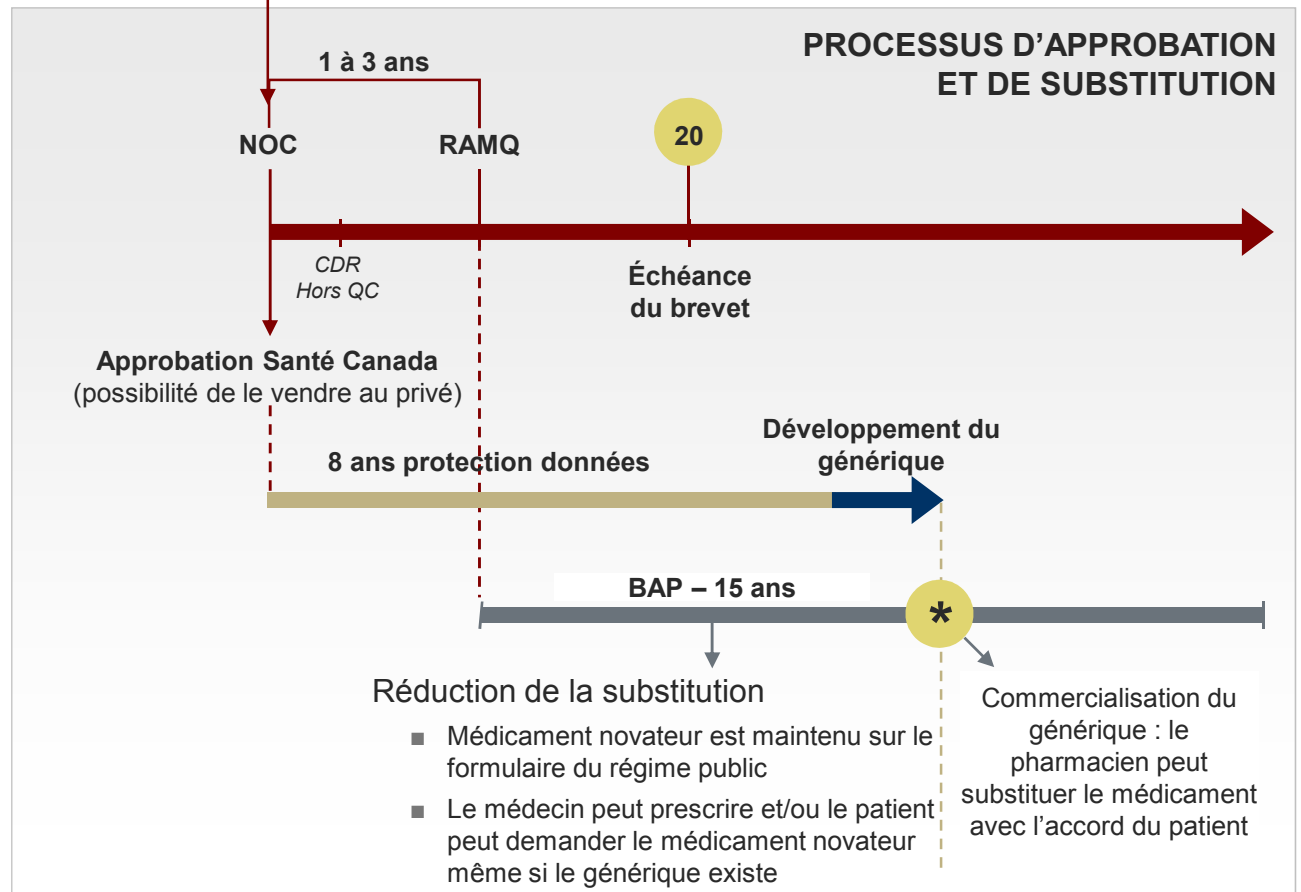 PROCESSUS D’APPROBATION
ET DE SUBSTITUTION
1 à 3 ans
NOC
RAMQ
20
CDR
Hors QC
Échéance
du brevet
Approbation Santé Canada
(possibilité de le vendre au privé)
Développement du
générique
8 ans protection données
BAP – 15 ans
*
Réduction de la substitution
■ Médicament novateur est maintenu sur le
formulaire du régime public
■ Le médecin peut prescrire et/ou le patient
peut demander le médicament novateur
même si le générique existe
Commercialisation du
générique : le
pharmacien peut
substituer le médicament
avec l’accord du patient